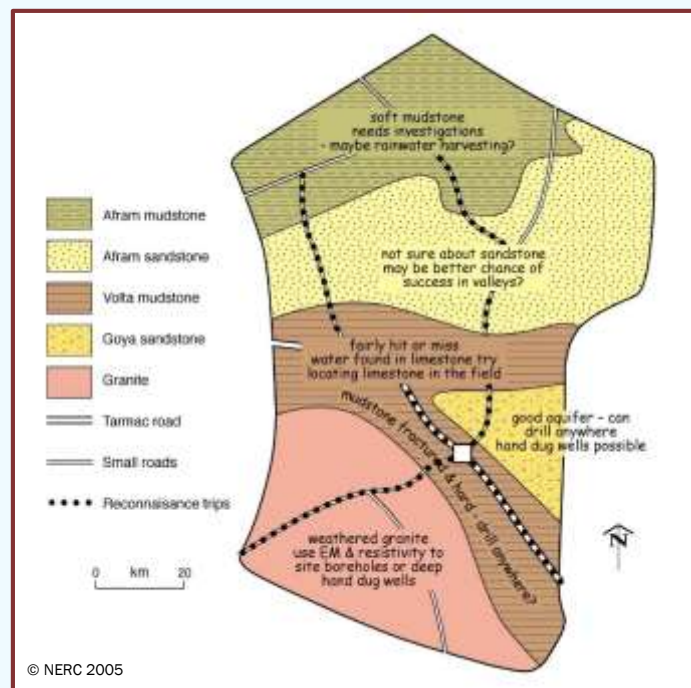 soft mudstone
needs investigations
- maybe rainwater harvesting?
Afram mudstone
Afram sandstone
Volta mudstone
Goya sandstone
Granite
Tarmac road
Small roads
Reconnaisance trips
0 km 20
not sure about sandstone
may be better chance of
success in valleys?
fairly hit or miss
water found in limestone try
locating limestone in the field
mudstone fractured & hard - drill anywhere?
good aquifer – can
drill anywhere
hand dug wells possible
weathered granite
use EM & resistivity to
site boreholes or deep
hand dug wells
N
© NERC 2005